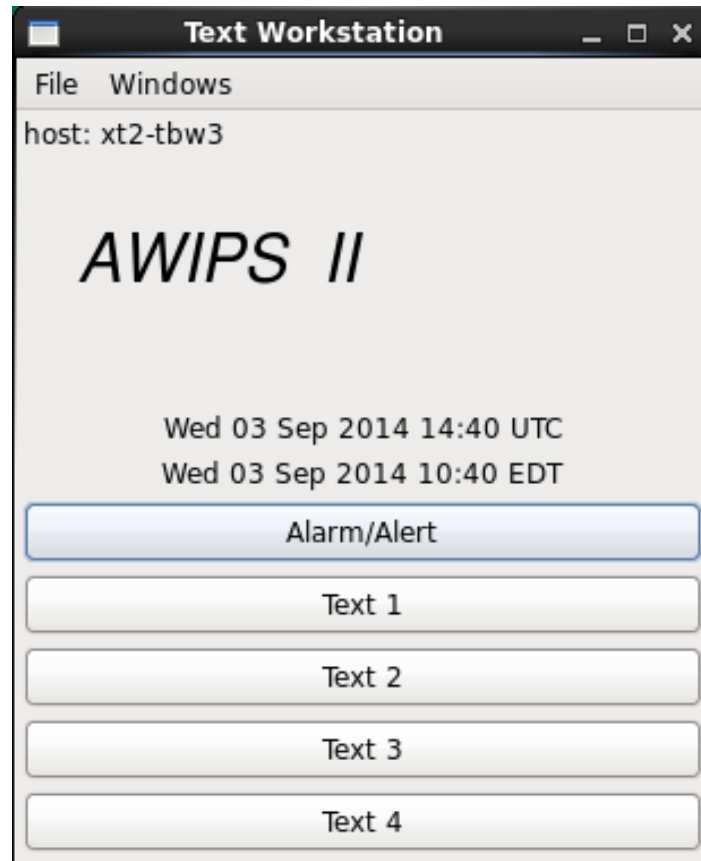 Text Workstation
File Windows
host: xt2-tbw3
AWIPS II
Wed 03 Sep 2014 14:40 UTC
Wed 03 Sep 2014 10:40 EDT
Alarm/Alert
Text 1
Text 2
Text 3
Text 4